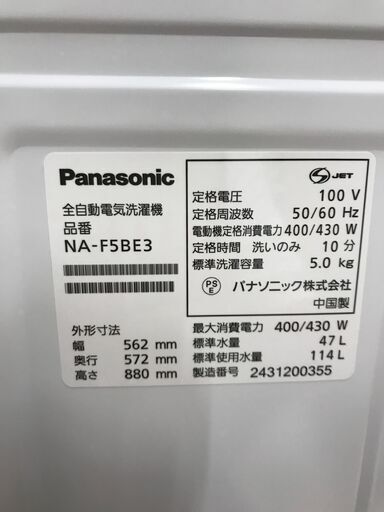 Panasonic
全自動電気洗濯機
品番
NA-F5BE3
外形寸法
幅 562 mm
奥行 572 mm
高さ 880 mm
JET
定格電圧 100 V
定格周波数 50/60 Hz
電動機定格消費電力 400/430 W
定格時間 洗いのみ 10 分
標準洗濯容量 5.0 kg
PS
E
パナソニック株式会社
中国製
最大消費電力 400/430 W
標準水量 47 L
標準使用水量 114 L
製造番号 2431200355